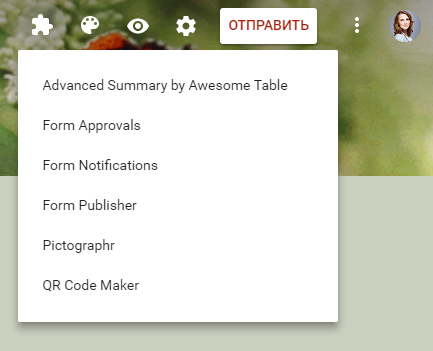 ОТПРАВИТЬ
Advanced Summary by Awesome Table
Form Approvals
Form Notifications
Form Publisher
Pictographr
QR Code Maker